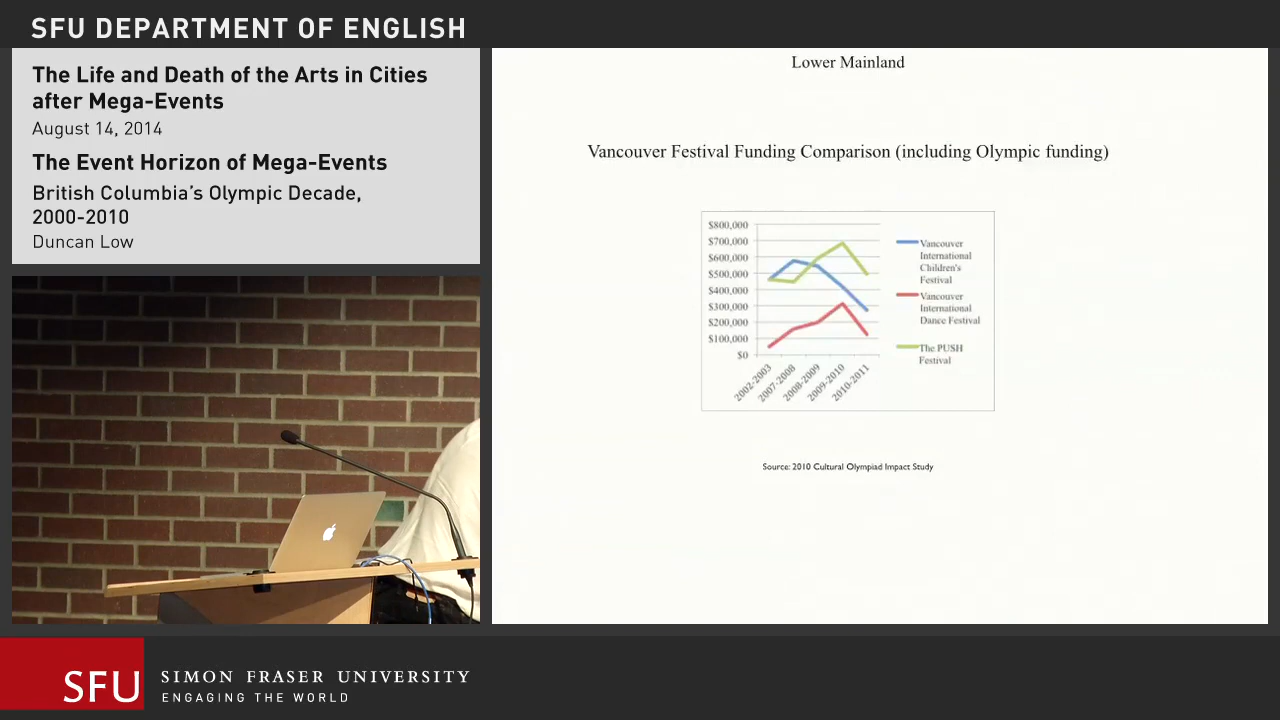 SFU DEPARTMENT OF ENGLISH
The Life and Death of the Arts in Cities
after Mega-Events
August 14, 2014
The Event Horizon of Mega-Events
British Columbia's Olympic Decade,
2000-2010
Duncan Low
Lower Mainland
Vancouver Festival Funding Comparison (including Olympic funding)
$800,000
$700,000
$600,000
$500,000
$400,000
$300,000
$200,000
$100,000
$0
2002-2003
2007-2008
2008-2009
2009-2010
2010-2011
Vancouver
International
Children's
Festival
Vancouver
International
Dance Festival
The PUSH
Festival
Source: 2010 Cultural Olympiad Impact Study
SFU
SIMON FRASER UNIVERSITY
ENGAGING THE WORLD